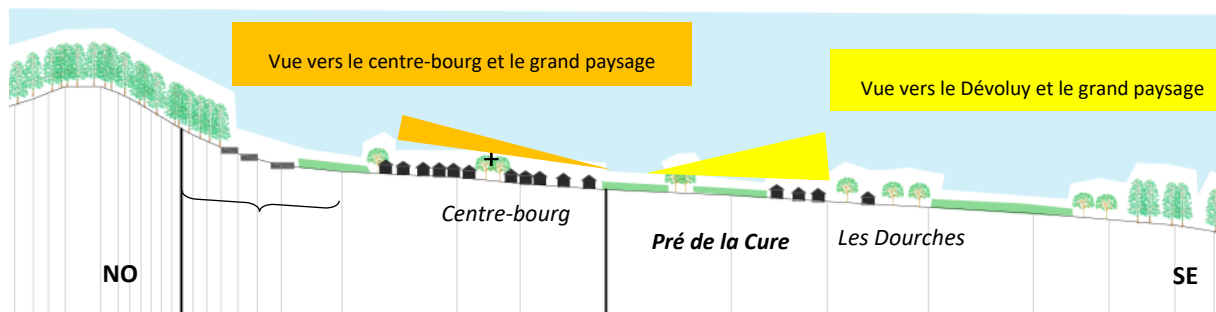 Vue vers le centre-bourg et le grand paysage
Vue vers le Dévoluy et le grand paysage
Centre-bourg
Pré de la Cure
Les Dourches
NO
SE